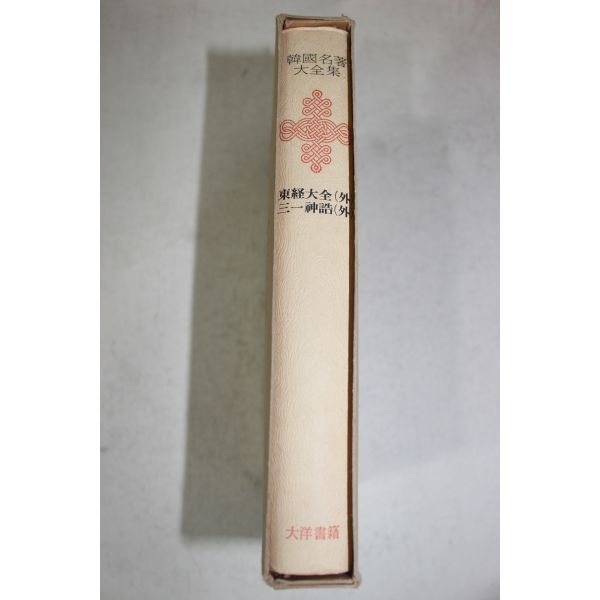 韓國名著
大全集
東経大全(外
三一神誥(外
大洋書籍